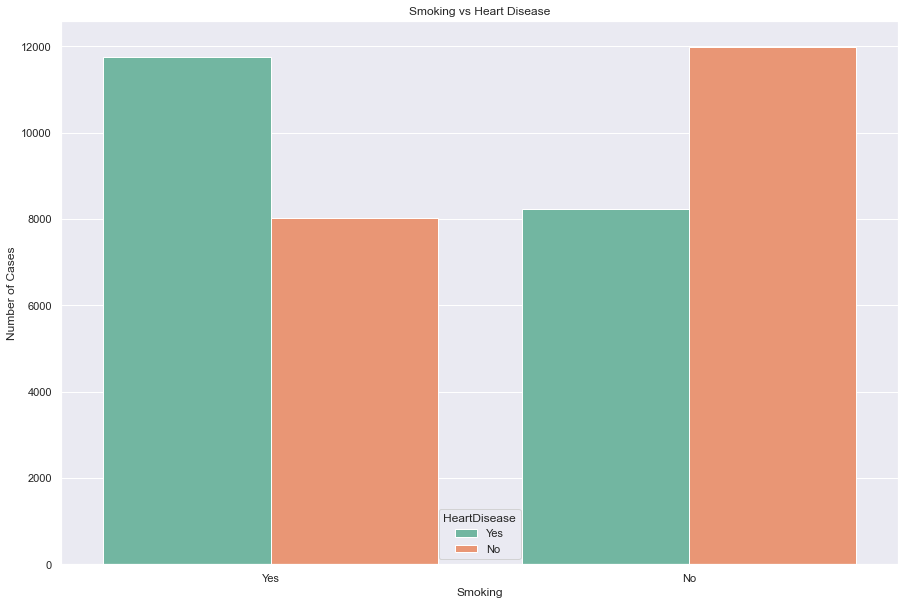 Smoking vs Heart Disease
12000
10000
8000
6000
4000
2000
0
Number of Cases
HeartDisease
Yes
No
Yes
No
Smoking